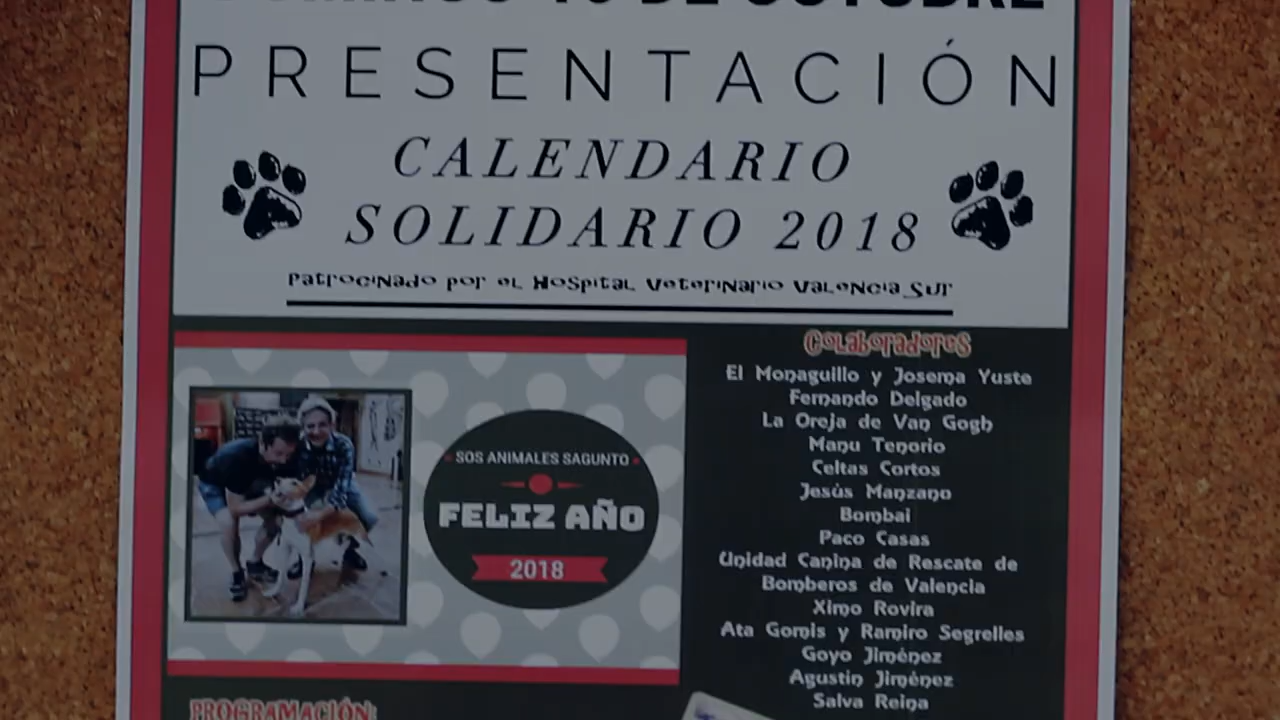 PRESENTACIÓN
CALENDARIO
SOLIDARIO 2018
Patrocinado por el Hospital Veterinario Valencia Sur
Colaboradores
El Monaguillo y Josema Yuste
Fernando Delgado
La Oreja de Van Gogh
Manu Tenorio
Celtas Cortos
Jesús Manzano
Bombai
Paco Casas
Unidad Canina de Rescate de
Bomberos de Valencia
Ximo Rovira
Ata Gomis y Ramiro Segrelles
Goyo Jiménez
Agustin Jiménez
Salva Reina
SOS ANIMALES SAGUNTO
FELIZ AÑO
2018
PROGRAMACIÓN: